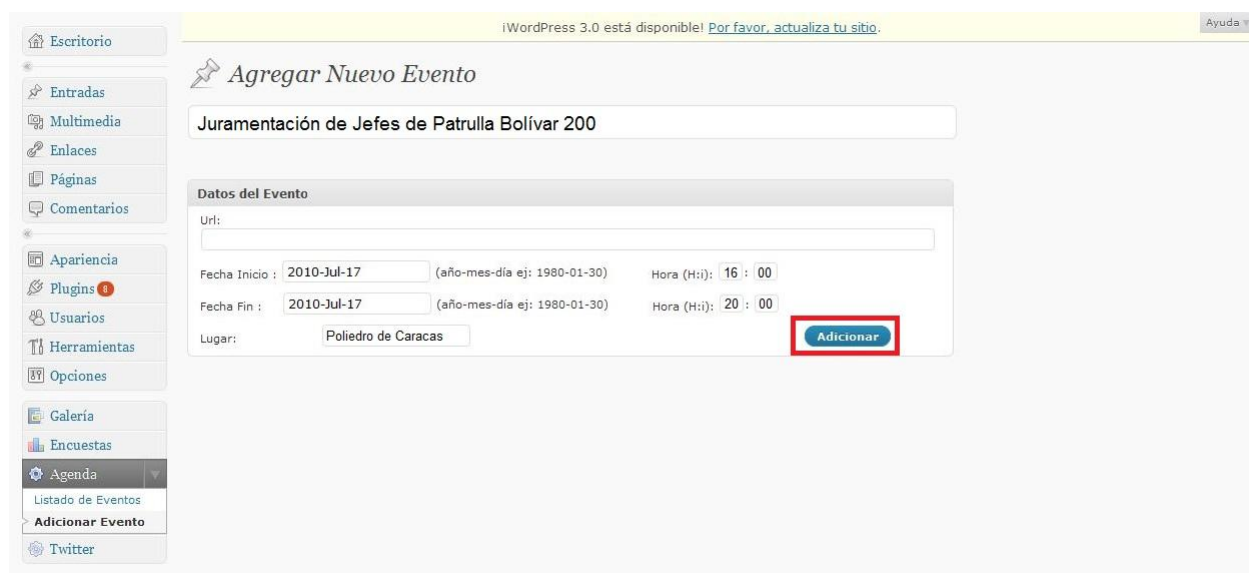 ¡WordPress 3.0 está disponible! Por favor, actualiza tu sitio.
Ayuda
Escritorio
Entradas
Multimedia
Enlaces
Páginas
Comentarios
Apariencia
Plugins 8
Usuarios
Herramientas
Opciones
Galería
Encuestas
Agenda
Listado de Eventos
Adicionar Evento
Twitter
Agregar Nuevo Evento
Juramentación de Jefes de Patrulla Bolívar 200
Datos del Evento
Url:
Fecha Inicio : 2010-Jul-17 (año-mes-día ej: 1980-01-30) Hora (H:i): 16 : 00
Fecha Fin : 2010-Jul-17 (año-mes-día ej: 1980-01-30) Hora (H:i): 20 : 00
Lugar: Poliedro de Caracas Adicionar